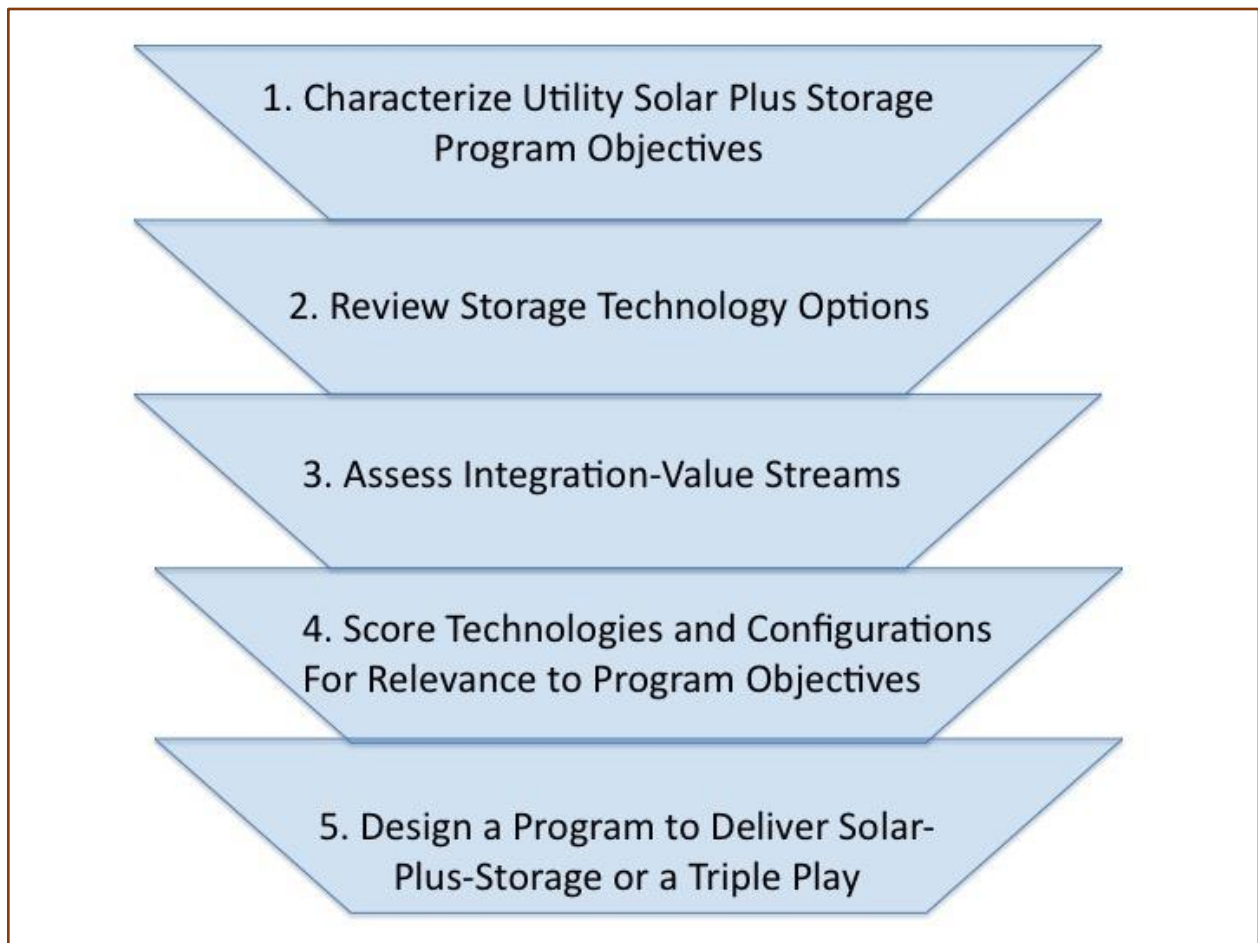 1. Characterize Utility Solar Plus Storage
Program Objectives
2. Review Storage Technology Options
3. Assess Integration-Value Streams
4. Score Technologies and Configurations
For Relevance to Program Objectives
5. Design a Program to Deliver Solar-
Plus-Storage or a Triple Play